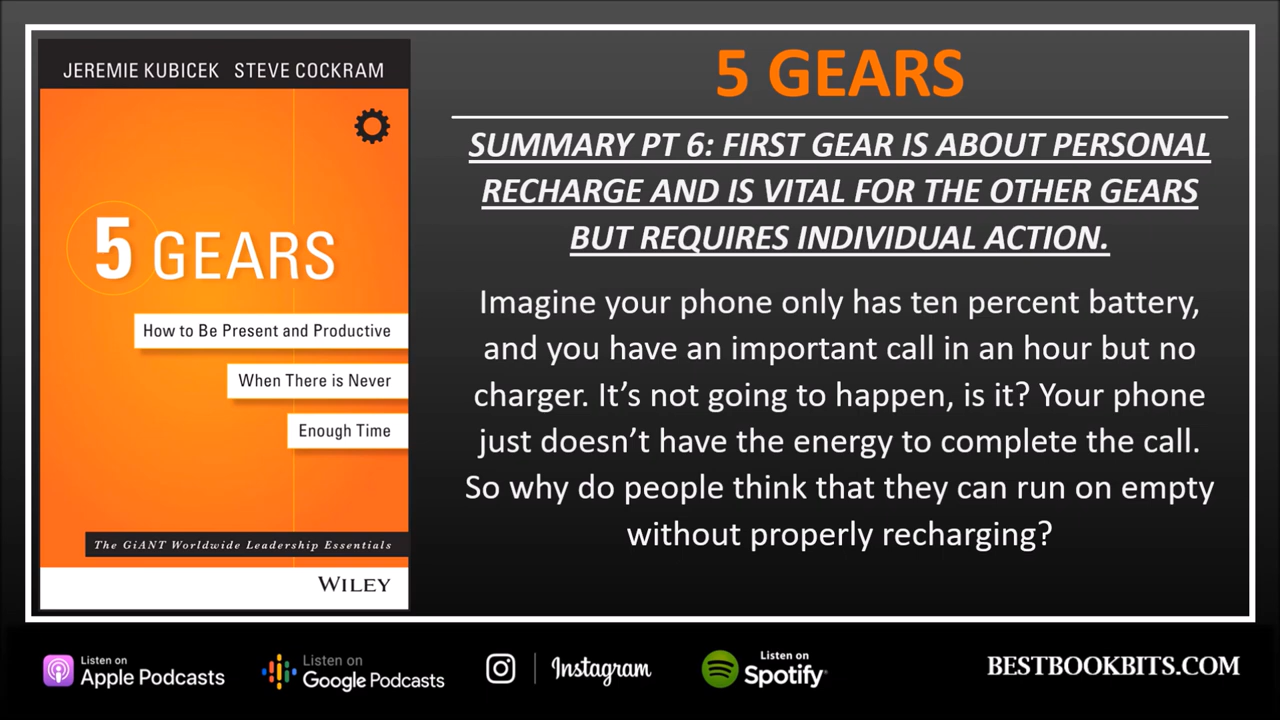 JEREMIE KUBICEK STEVE COCKRAM
5 GEARS
How to Be Present and Productive
When There is Never
Enough Time
The GiANT Worldwide Leadership Essentials
WILEY
5 GEARS
SUMMARY PT 6: FIRST GEAR IS ABOUT PERSONAL
RECHARGE AND IS VITAL FOR THE OTHER GEARS
BUT REQUIRES INDIVIDUAL ACTION.
Imagine your phone only has ten percent battery,
and you have an important call in an hour but no
charger. It’s not going to happen, is it? Your phone
just doesn’t have the energy to complete the call.
So why do people think that they can run on empty
without properly recharging?
Listen on
Apple Podcasts
Listen on
Google Podcasts
Instagram
Listen on
Spotify
BESTBOOKBITS.COM